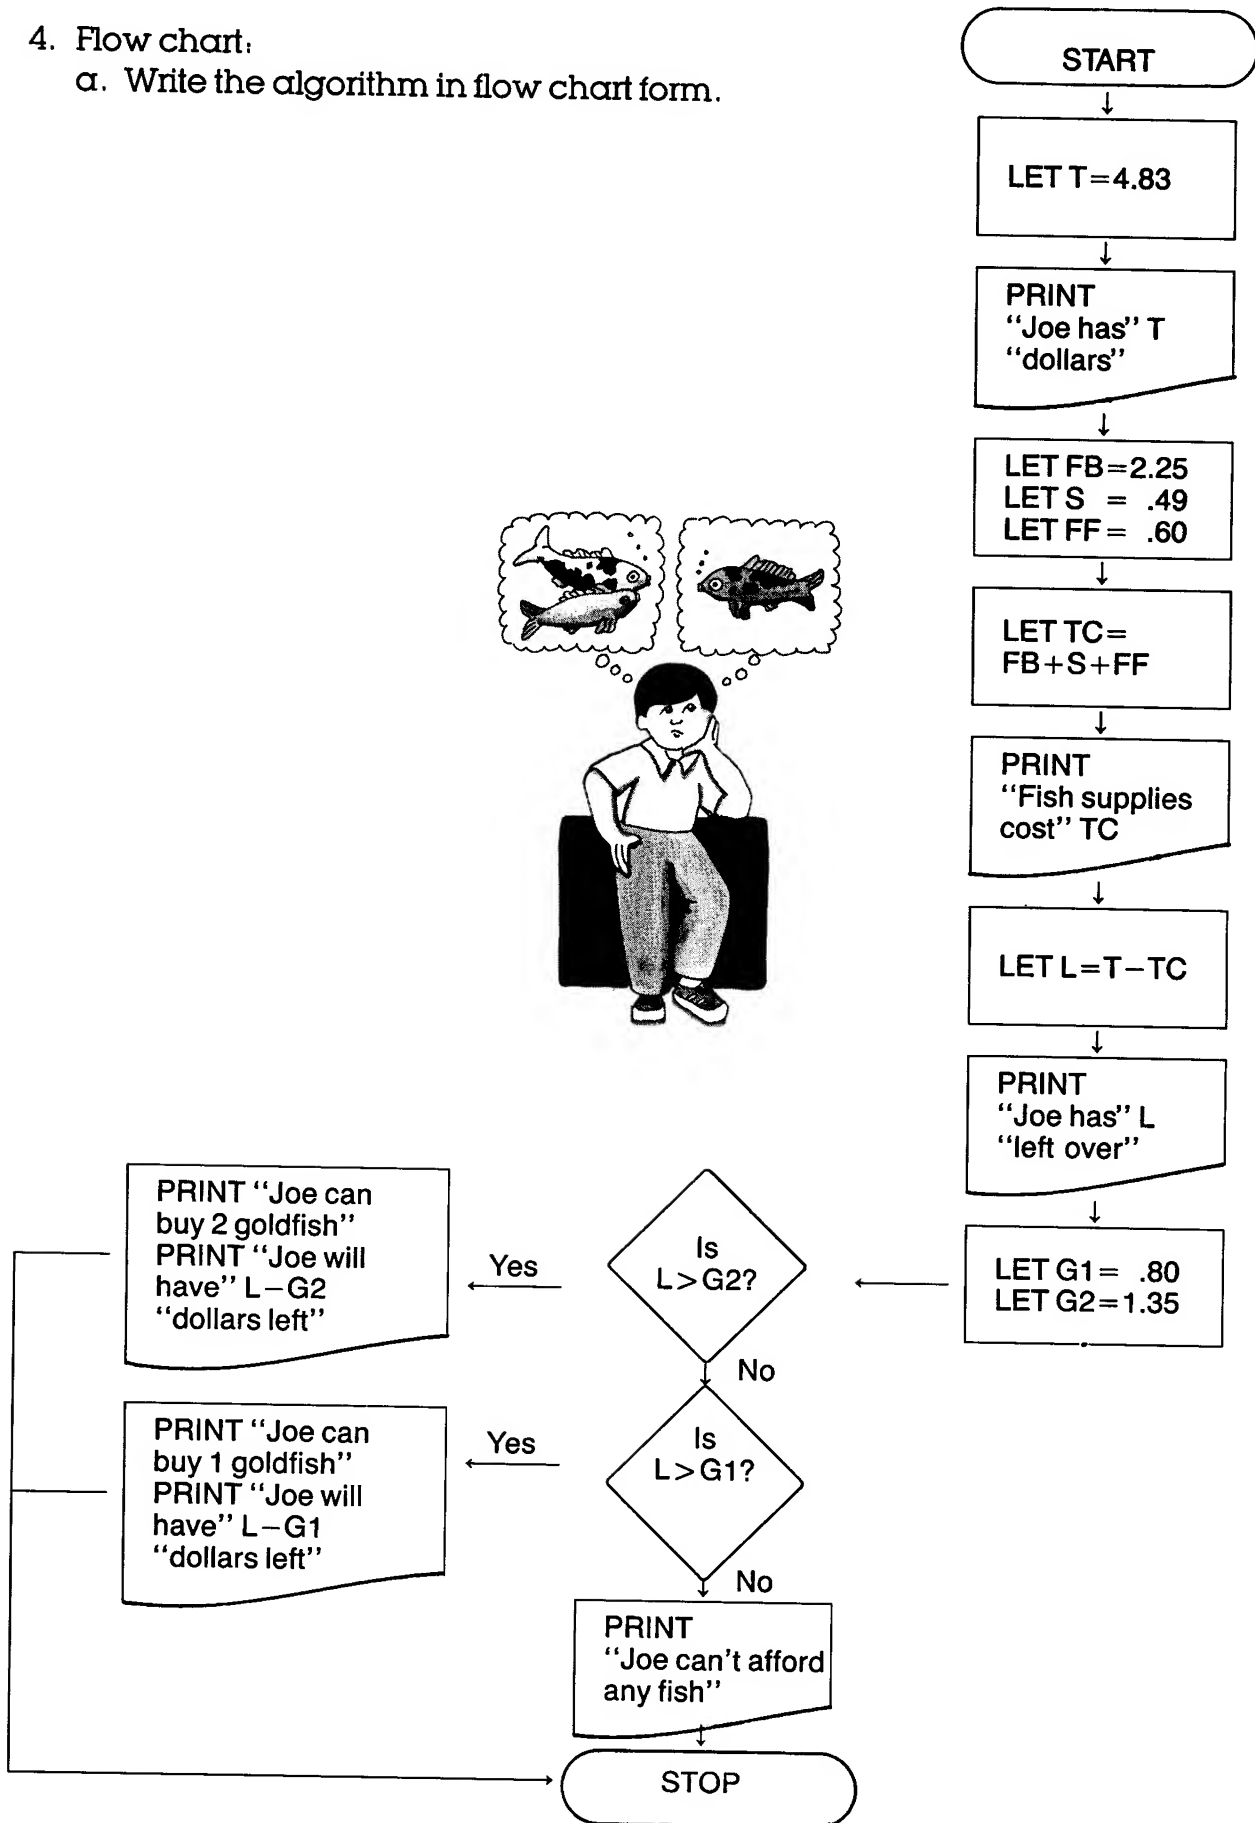 4. Flow chart:
a. Write the algorithm in flow chart form.
START
LET T=4.83
PRINT
“Joe has” T
“dollars”
LET FB=2.25
LET S = .49
LET FF= .60
LET TC=
FB+S+FF
PRINT
“Fish supplies
cost” TC
LET L=T−TC
PRINT
“Joe has” L
“left over”
LET G1= .80
LET G2=1.35
Is
L>G2?
Yes
PRINT “Joe can
buy 2 goldfish”
PRINT “Joe will
have” L−G2
“dollars left”
No
Is
L>G1?
Yes
PRINT “Joe can
buy 1 goldfish”
PRINT “Joe will
have” L−G1
“dollars left”
No
PRINT
“Joe can't afford
any fish”
STOP